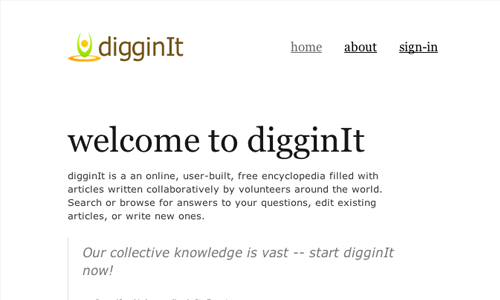 digginIt
home about sign-in
welcome to digginIt
digginIt is a an online, user-built, free encyclopedia filled with
articles written collaboratively by volunteers around the world.
Search or browse for answers to your questions, edit existing
articles, or write new ones.
Our collective knowledge is vast -- start digginIt
now!